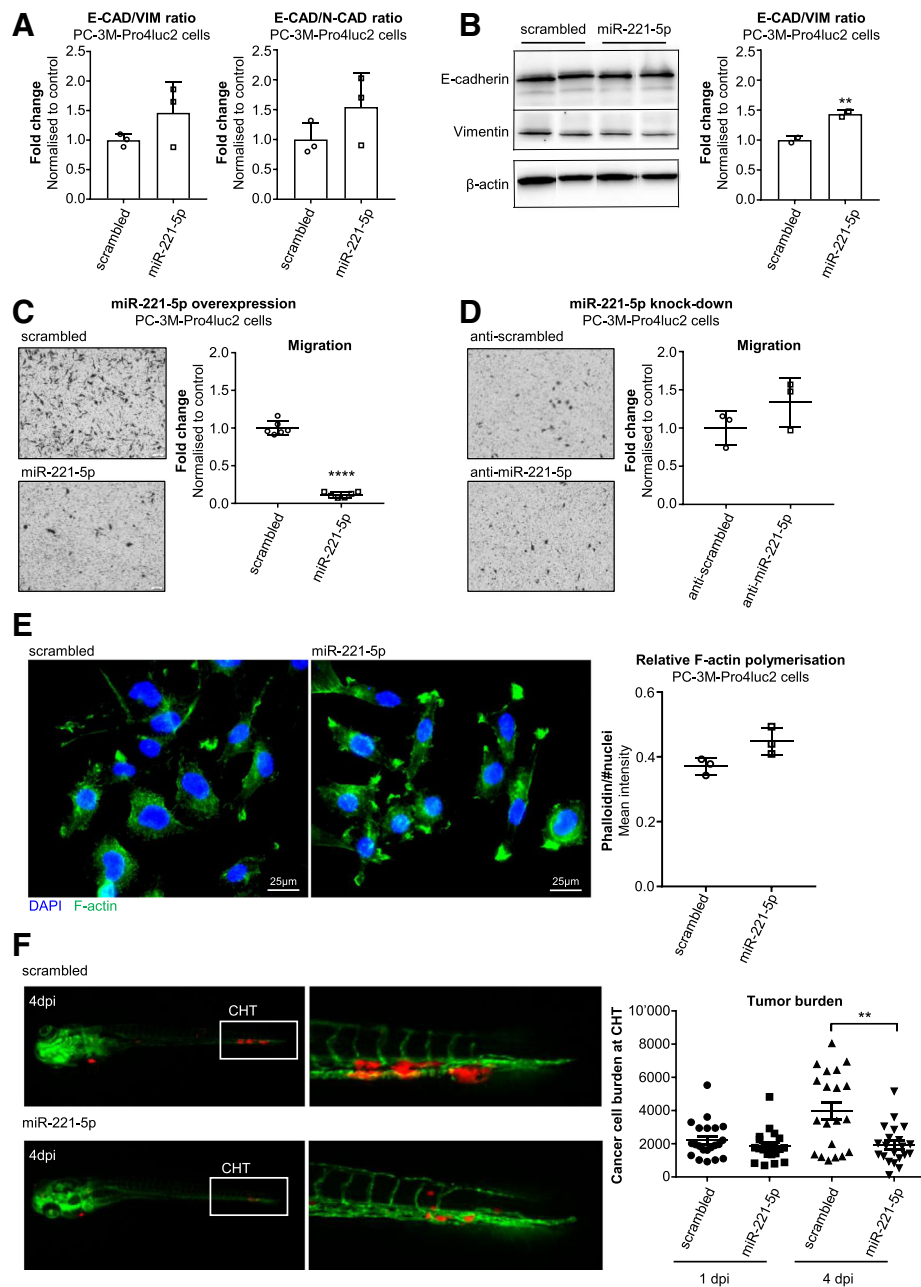 A
E-CAD/VIM ratio
PC-3M-Pro4luc2 cells
Fold change
Normalised to control
2.5
2.0
1.5
1.0
0.5
0.0
scrambled
miR-221-5p
E-CAD/N-CAD ratio
PC-3M-Pro4luc2 cells
Fold change
Normalised to control
2.5
2.0
1.5
1.0
0.5
0.0
scrambled
miR-221-5p
B
scrambled
miR-221-5p
E-cadherin
Vimentin
β-actin
E-CAD/VIM ratio
PC-3M-Pro4luc2 cells
Fold change
Normalised to control
2.5
2.0
1.5
1.0
0.5
0.0
**
scrambled
miR-221-5p
C
miR-221-5p overexpression
PC-3M-Pro4luc2 cells
scrambled
miR-221-5p
Migration
Fold change
Normalised to control
2.0
1.5
1.0
0.5
0.0
****
scrambled
miR-221-5p
D
miR-221-5p knock-down
PC-3M-Pro4luc2 cells
anti-scrambled
anti-miR-221-5p
Migration
Fold change
Normalised to control
2.0
1.5
1.0
0.5
0.0
anti-scrambled
anti-miR-221-5p
E
scrambled
miR-221-5p
25µm
25µm
DAPI F-actin
Relative F-actin polymerisation
PC-3M-Pro4luc2 cells
Phalloidin/#nuclei
Mean intensity
0.6
0.4
0.2
0.0
scrambled
miR-221-5p
F
scrambled
4dpi
CHT
miR-221-5p
4dpi
CHT
Tumor burden
Cancer cell burden at CHT
10'000
8000
6000
4000
2000
0
**
scrambled
miR-221-5p
scrambled
miR-221-5p
1 dpi
4 dpi